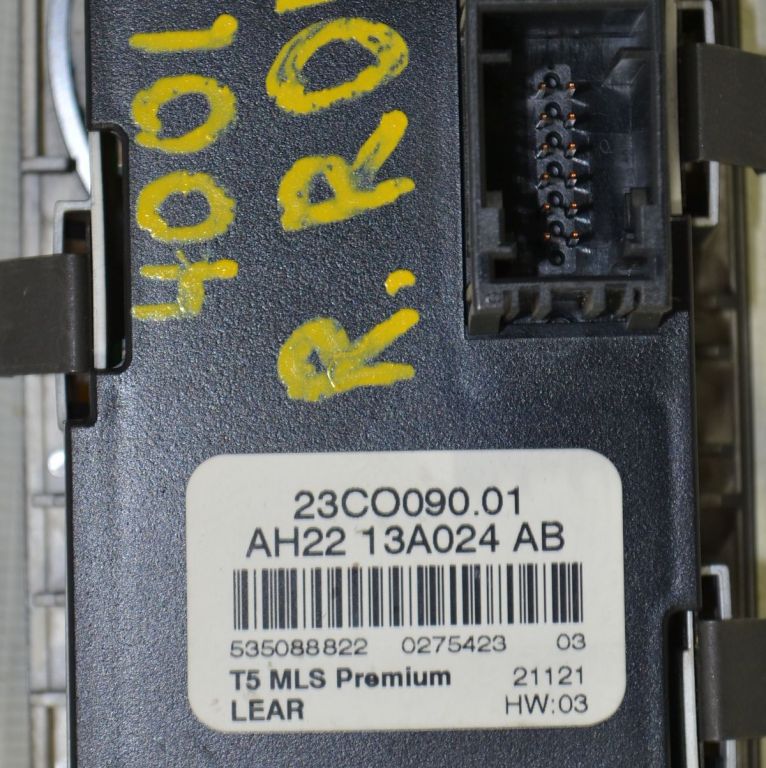 4001
R. RO
23CO090.01
AH22 13A024 AB
535088822 0275423 03
T5 MLS Premium 21121
LEAR HW:03